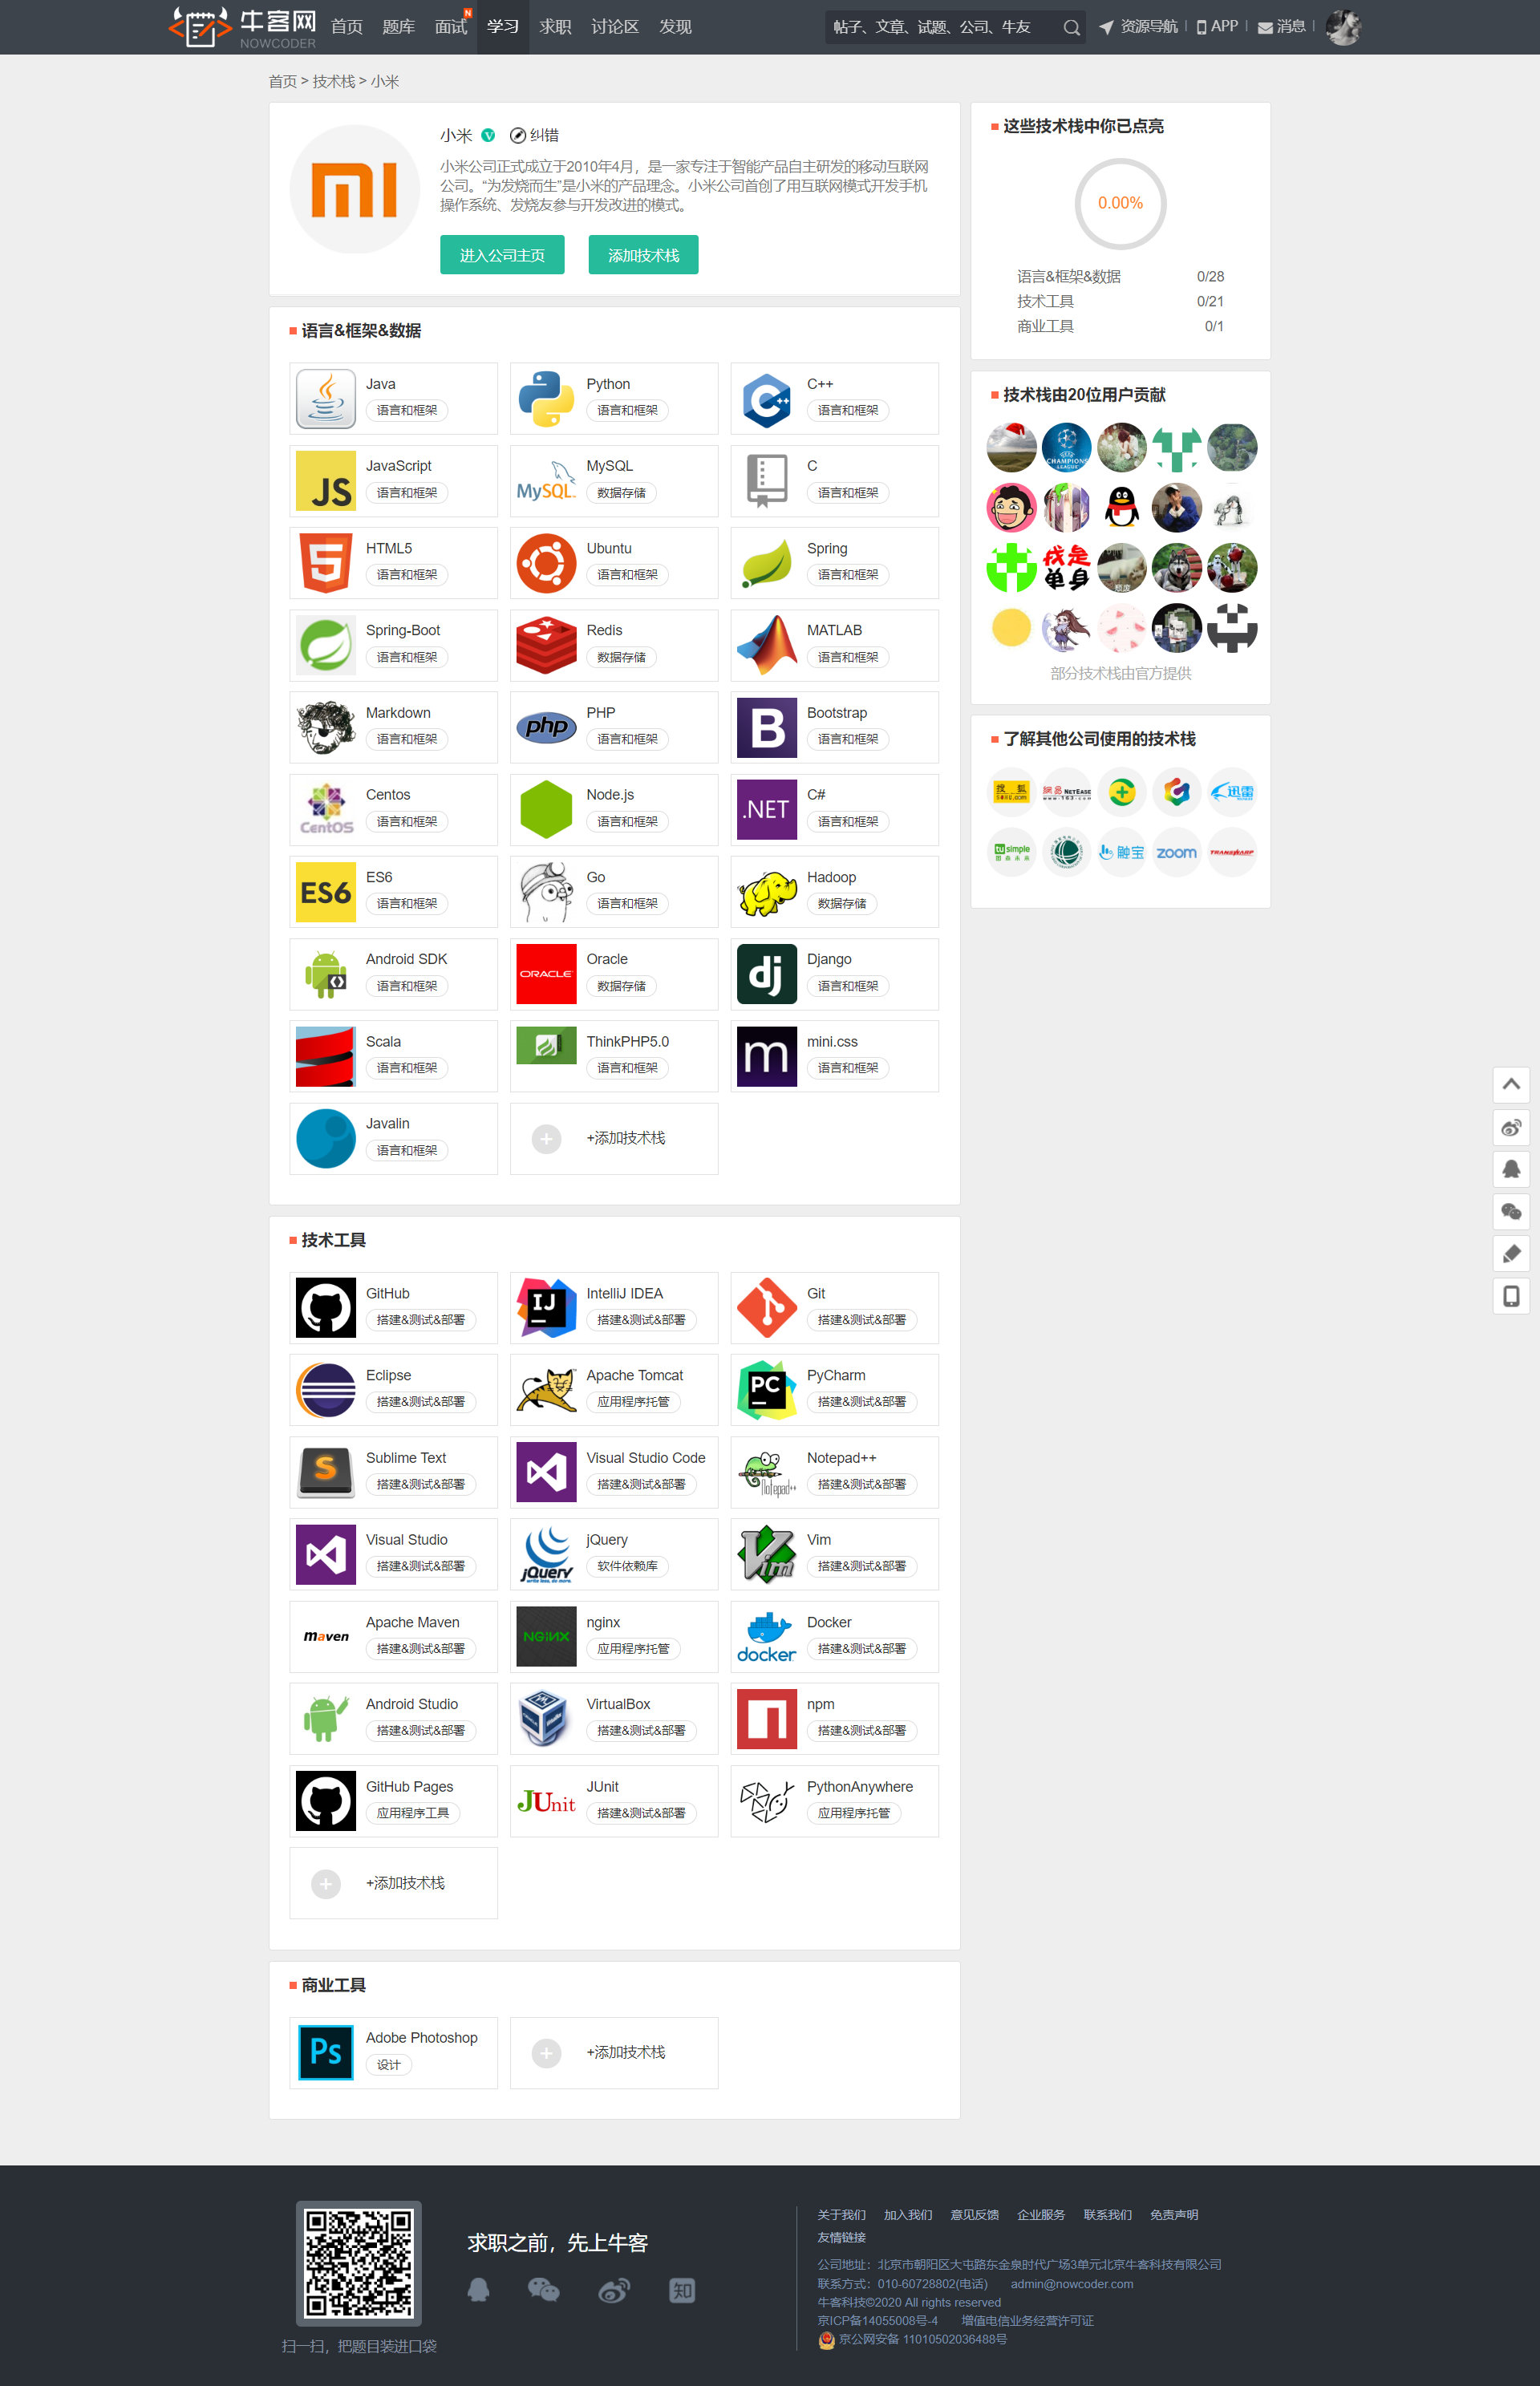 牛客网
NOWCODER
首页 题库 面试 N 学习 求职 讨论区 发现
帖子、文章、试题、公司、牛友
资源导航 APP 消息
首页 > 技术栈 > 小米
小米 V 纠错
小米公司正式成立于2010年4月，是一家专注于智能产品自主研发的移动互联网
公司。“为发烧而生”是小米的产品理念。小米公司首创了用互联网模式开发手机
操作系统、发烧友参与开发改进的模式。
进入公司主页 添加技术栈
语言&框架&数据
Java Python C++
语言和框架 语言和框架 语言和框架
JavaScript MySQL C
语言和框架 数据存储 语言和框架
HTML5 Ubuntu Spring
语言和框架 语言和框架 语言和框架
Spring-Boot Redis MATLAB
语言和框架 数据存储 语言和框架
Markdown PHP Bootstrap
语言和框架 语言和框架 语言和框架
Centos Node.js C#
语言和框架 语言和框架 语言和框架
ES6 Go Hadoop
语言和框架 语言和框架 数据存储
Android SDK Oracle Django
语言和框架 数据存储 语言和框架
Scala ThinkPHP5.0 mini.css
语言和框架 语言和框架 语言和框架
Javalin +添加技术栈
语言和框架
技术工具
GitHub IntelliJ IDEA Git
搭建&测试&部署 搭建&测试&部署 搭建&测试&部署
Eclipse Apache Tomcat PyCharm
搭建&测试&部署 应用程序托管 搭建&测试&部署
Sublime Text Visual Studio Code Notepad++
搭建&测试&部署 搭建&测试&部署 搭建&测试&部署
Visual Studio jQuery Vim
搭建&测试&部署 软件依赖库 搭建&测试&部署
Apache Maven nginx Docker
搭建&测试&部署 应用程序托管 搭建&测试&部署
Android Studio VirtualBox npm
搭建&测试&部署 搭建&测试&部署 搭建&测试&部署
GitHub Pages JUnit PythonAnywhere
应用程序工具 搭建&测试&部署 应用程序托管
+添加技术栈
商业工具
Adobe Photoshop +添加技术栈
设计
这些技术栈中你已点亮
0.00%
语言&框架&数据 0/28
技术工具 0/21
商业工具 0/1
技术栈由20位用户贡献
我是
单身
部分技术栈由官方提供
了解其他公司使用的技术栈
求职之前，先上牛客
扫一扫，把题目装进口袋
关于我们 加入我们 意见反馈 企业服务 联系我们 免责声明
友情链接
公司地址：北京市朝阳区大屯路东金泉时代广场3单元北京牛客科技有限公司
联系方式：010-60728802(电话) admin@nowcoder.com
牛客科技©2020 All rights reserved
京ICP备14055008号-4 增值电信业务经营许可证
京公网安备 11010502036488号